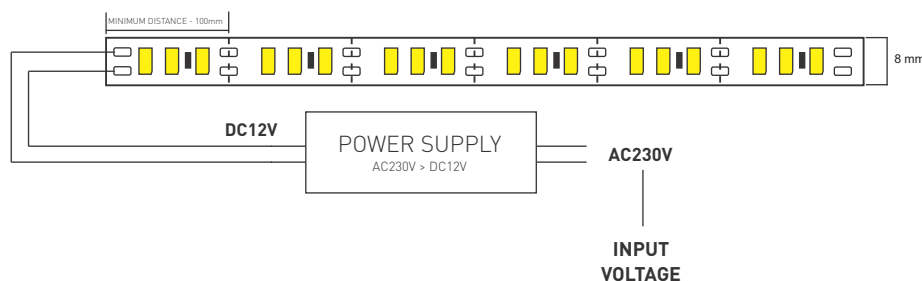 MINIMUM DISTANCE - 100mm
8 mm
DC12V
POWER SUPPLY
AC230V > DC12V
AC230V
INPUT
VOLTAGE